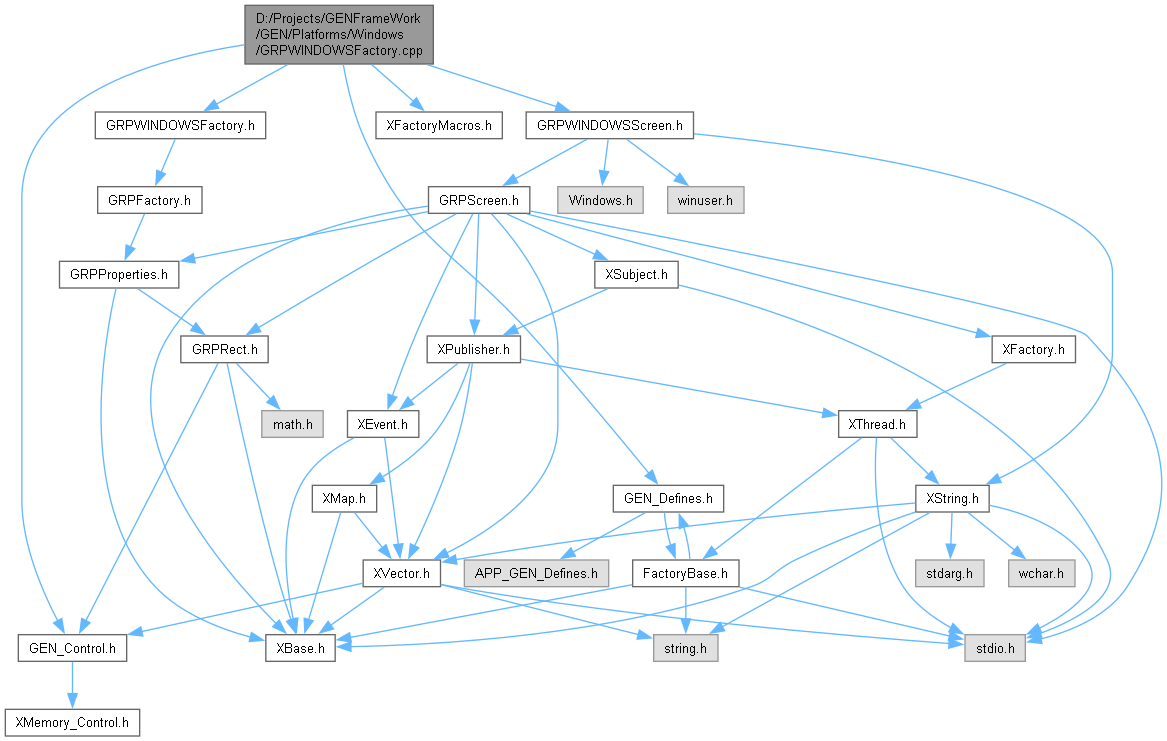 D:/Projects/GENFrameWork
/GEN/Platforms/Windows
/GRPWINDOWSFactory.cpp
GRPWINDOWSFactory.h
XFactoryMacros.h
GRPWINDOWSScreen.h
GRPFactory.h
GRPScreen.h
Windows.h
winuser.h
GRPProperties.h
XSubject.h
GRPRect.h
XPublisher.h
XFactory.h
math.h
XEvent.h
XThread.h
XMap.h
GEN_Defines.h
XString.h
XVector.h
APP_GEN_Defines.h
FactoryBase.h
stdarg.h
wchar.h
GEN_Control.h
XBase.h
string.h
stdio.h
XMemory_Control.h